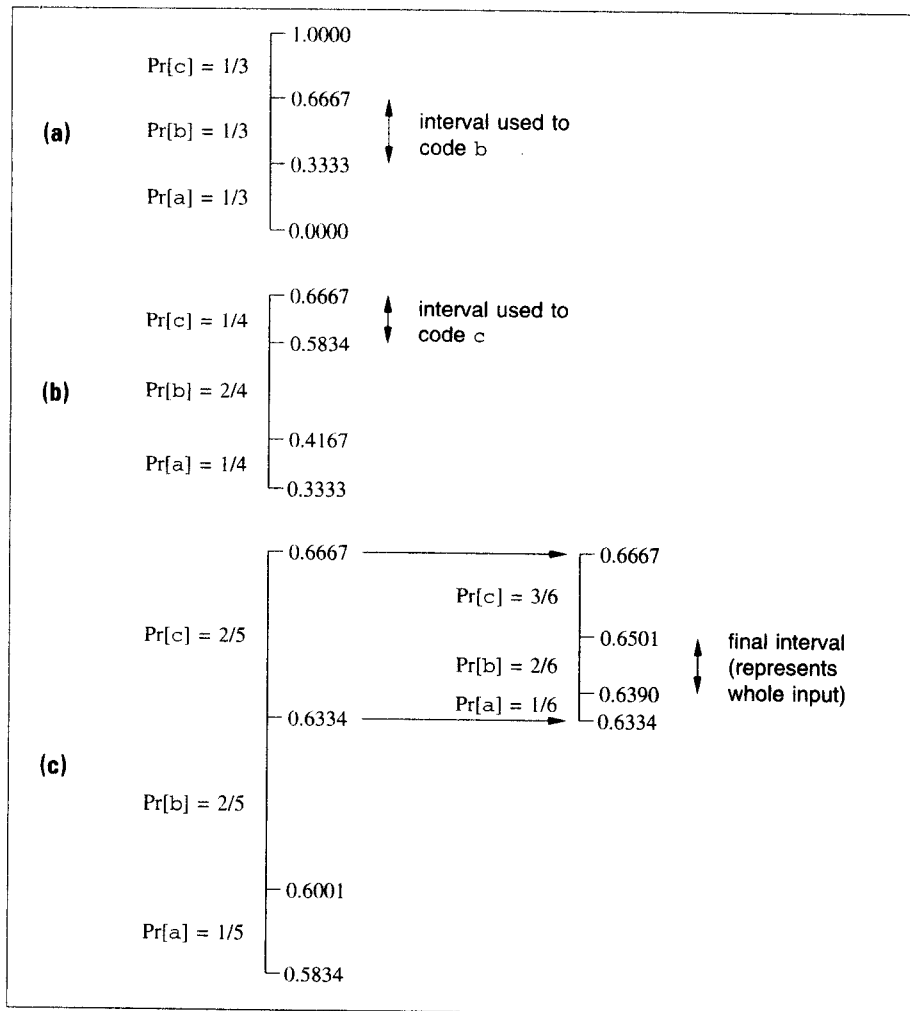 1.0000
Pr[c] = 1/3
0.6667
(a)
Pr[b] = 1/3
interval used to
code b
0.3333
Pr[a] = 1/3
0.0000
0.6667
interval used to
code c
Pr[c] = 1/4
0.5834
(b)
Pr[b] = 2/4
0.4167
Pr[a] = 1/4
0.3333
0.6667
0.6667
Pr[c] = 3/6
Pr[c] = 2/5
0.6501
final interval
(represents
whole input)
Pr[b] = 2/6
0.6390
Pr[a] = 1/6
0.6334
0.6334
(c)
Pr[b] = 2/5
0.6001
Pr[a] = 1/5
0.5834